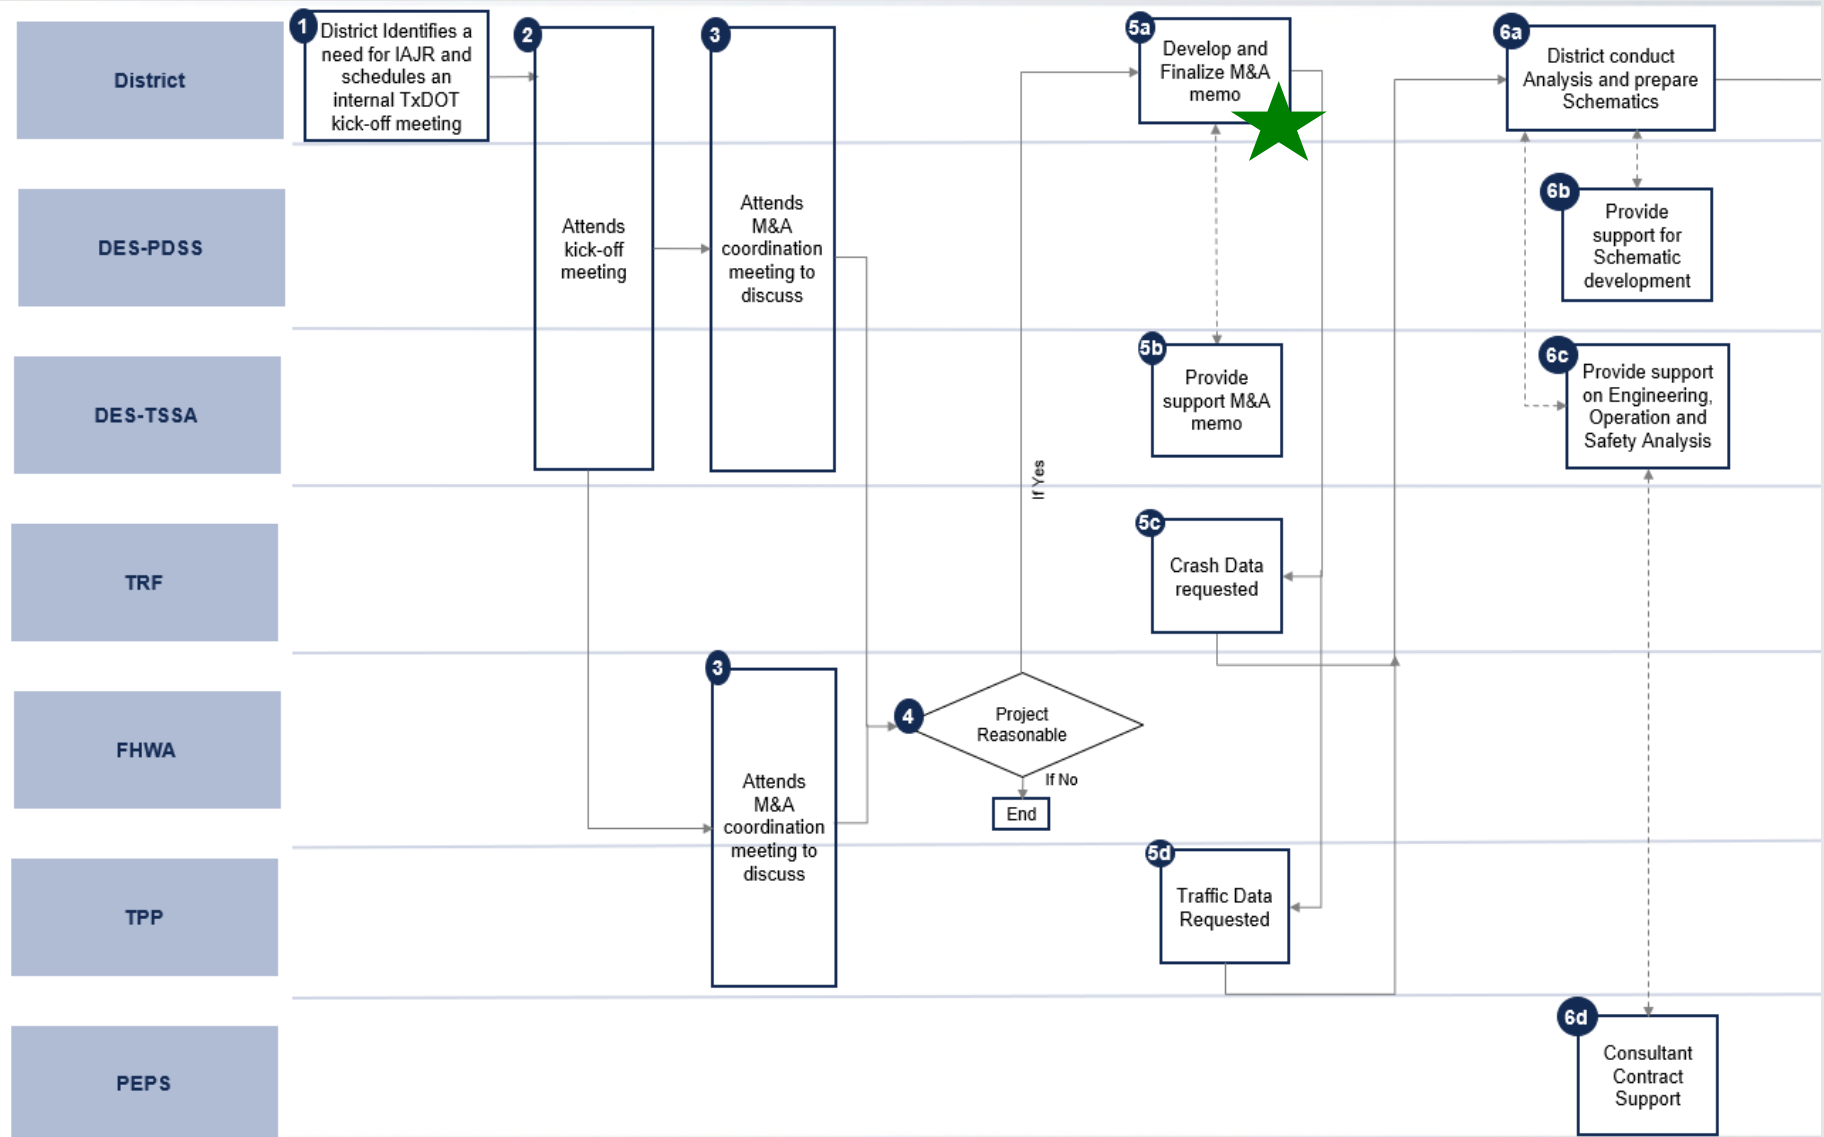 District
DES-PDSS
DES-TSSA
TRF
FHWA
TPP
PEPS
1
District Identifies a
need for IAJR and
schedules an
internal TxDOT
kick-off meeting
2
Attends
kick-off
meeting
3
Attends
M&A
coordination
meeting to
discuss
3
Attends
M&A
coordination
meeting to
discuss
4
Project
Reasonable
If Yes
If No
End
5a
Develop and
Finalize M&A
memo
5b
Provide
support M&A
memo
5c
Crash Data
requested
5d
Traffic Data
Requested
6a
District conduct
Analysis and prepare
Schematics
6b
Provide
support for
Schematic
development
6c
Provide support
on Engineering,
Operation and
Safety Analysis
6d
Consultant
Contract
Support